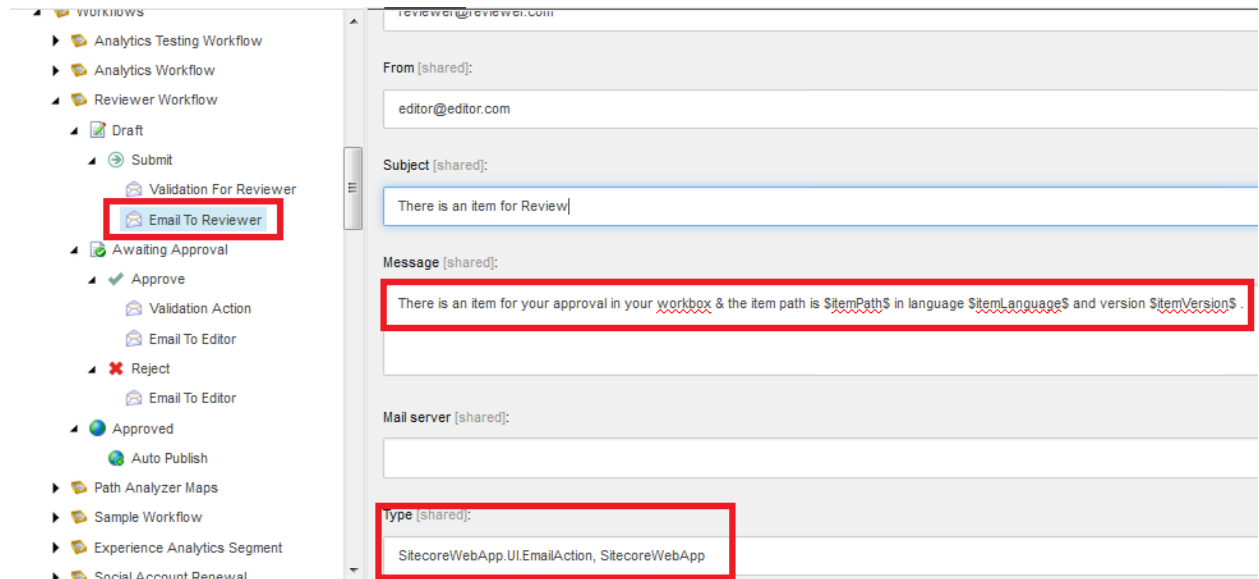 Workflows
Analytics Testing Workflow
Analytics Workflow
Reviewer Workflow
Draft
Submit
Validation For Reviewer
Email To Reviewer
Awaiting Approval
Approve
Validation Action
Email To Editor
Reject
Email To Editor
Approved
Auto Publish
Path Analyzer Maps
Sample Workflow
Experience Analytics Segment
Social Account Renewal
reviewer@reviewer.com
From [shared]:
editor@editor.com
Subject [shared]:
There is an item for Review
Message [shared]:
There is an item for your approval in your workbox & the item path is $itemPath$ in language $itemLanguage$ and version $itemVersion$ .
Mail server [shared]:
Type [shared]:
SitecoreWebApp.UI.EmailAction, SitecoreWebApp